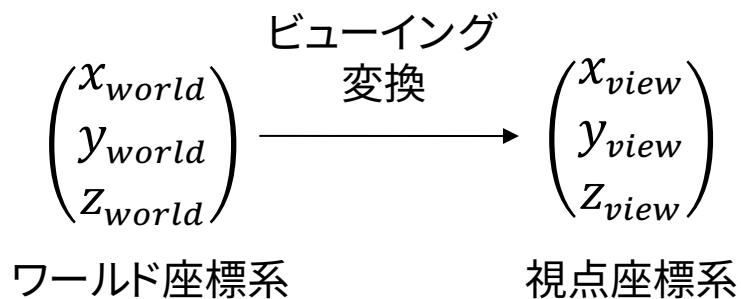 ビューイング
変換
x_world
y_world
z_world
x_view
y_view
z_view
ワールド座標系
視点座標系